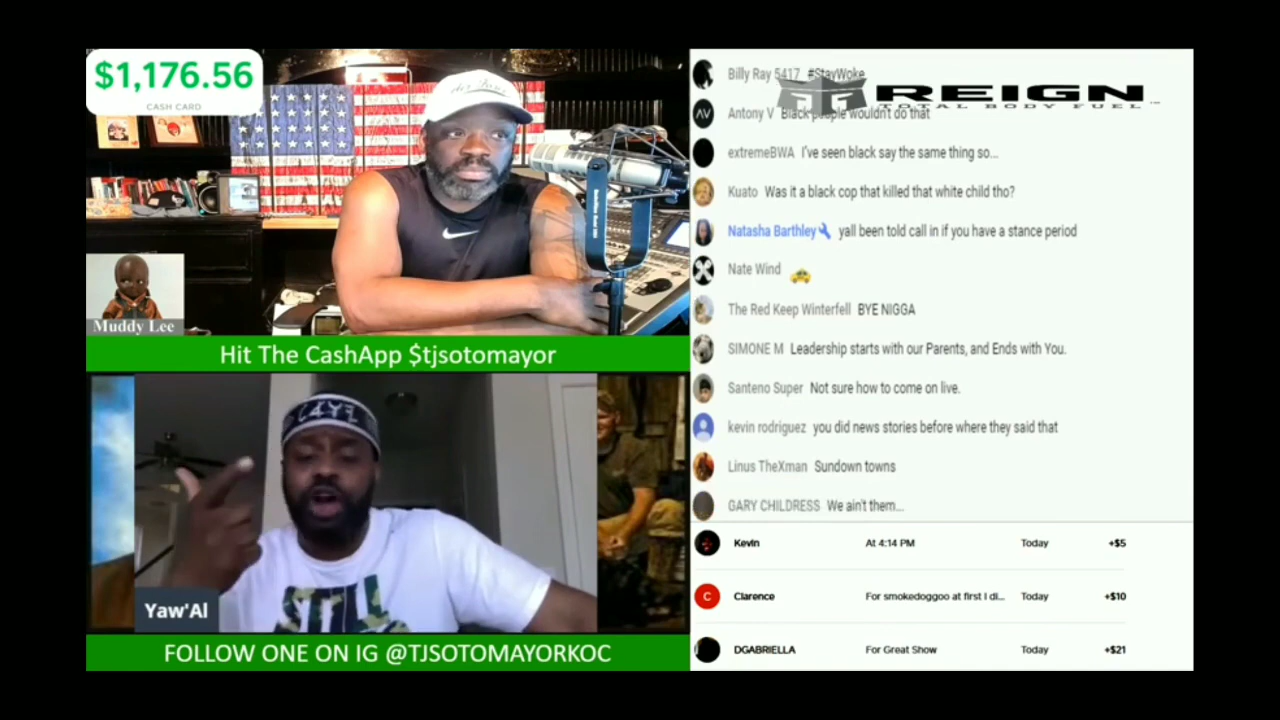 $1,176.56
CASH CARD
Muddy Lee
Hit The CashApp $tjsotomayor
Yaw'Al
FOLLOW ONE ON IG @TJSOTOMAYORKOC
Billy Ray 5417 #StayWoke
REIGN
TOTAL BODY FUEL
AV Antony V Black people wouldn't do that
extremeBWA I've seen black say the same thing so...
Kuato Was it a black cop that killed that white child tho?
Natasha Barthley yall been told call in if you have a stance period
Nate Wind
The Red Keep Winterfell BYE NIGGA
SIMONE M Leadership starts with our Parents, and Ends with You.
Santeno Super Not sure how to come on live.
kevin rodriguez you did news stories before where they said that
Linus TheXman Sundown towns
GARY CHILDRESS We ain't them...
Kevin At 4:14 PM Today +$5
C Clarence For smokedoggoo at first I di... Today +$10
DGABRIELLA For Great Show Today +$21